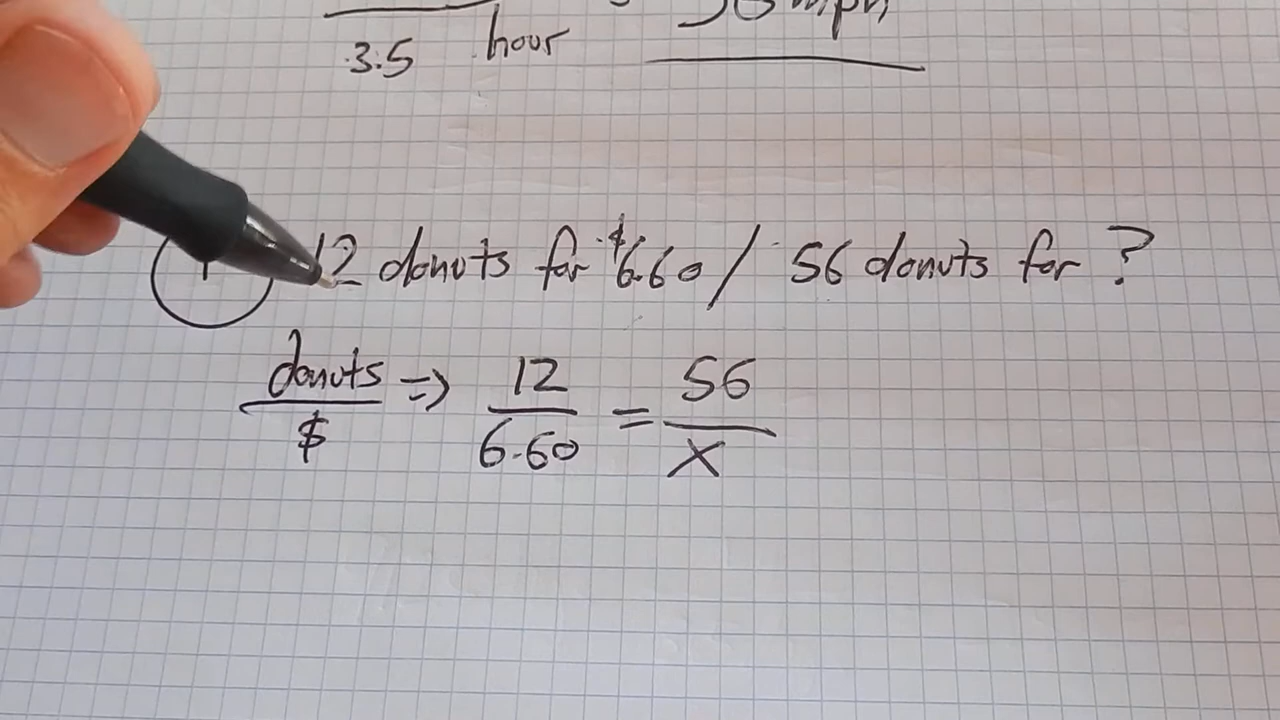 hour
3.5
12 donuts for $6.60 / 56 donuts for ?
donuts => 12 = 56
$ 6.60 X